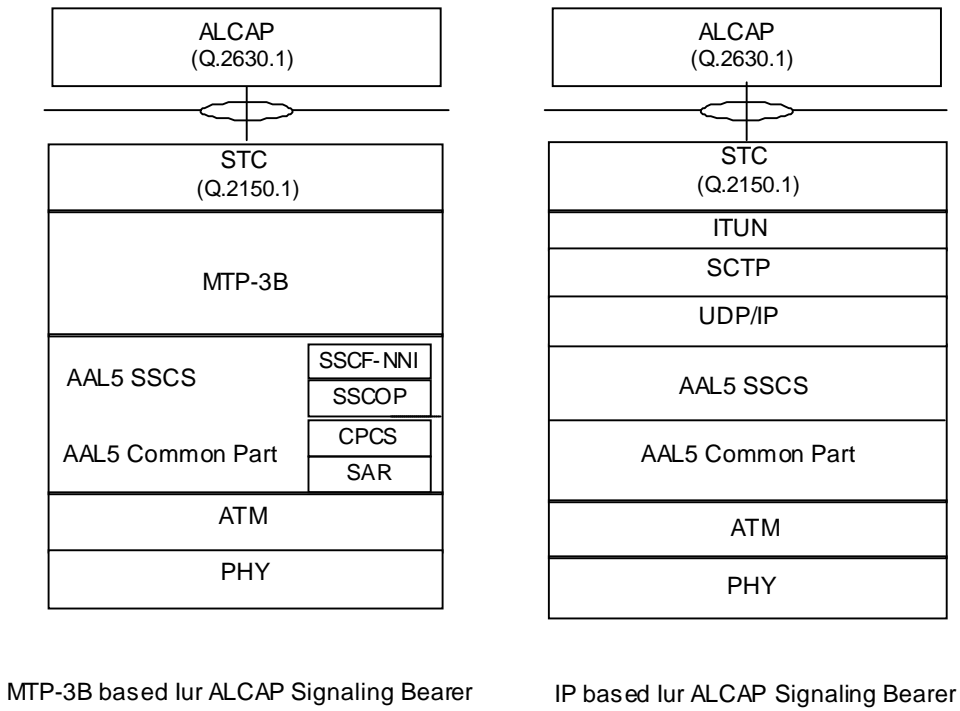 ALCAP
(Q.2630.1)
STC
(Q.2150.1)
MTP-3B
AAL5 SSCS
SSCF-NNI
SSCOP
AAL5 Common Part
CPCS
SAR
ATM
PHY
MTP-3B based Iur ALCAP Signaling Bearer
ALCAP
(Q.2630.1)
STC
(Q.2150.1)
ITUN
SCTP
UDP/IP
AAL5 SSCS
AAL5 Common Part
ATM
PHY
IP based Iur ALCAP Signaling Bearer